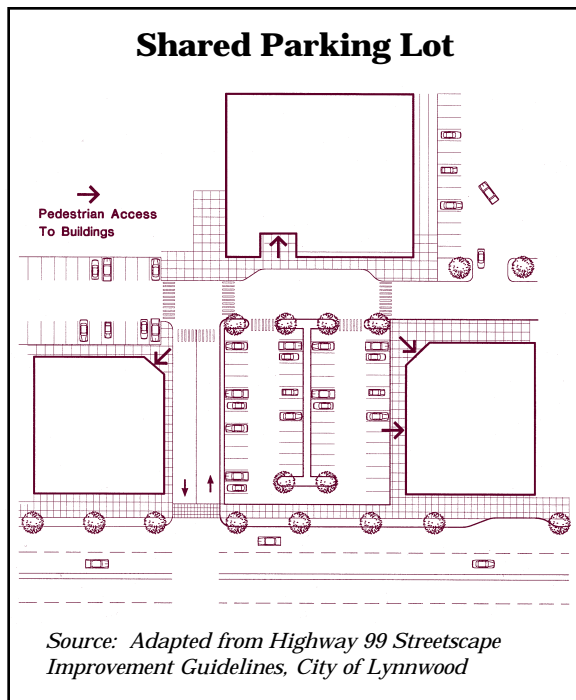 Shared Parking Lot
Pedestrian Access
To Buildings
Source: Adapted from Highway 99 Streetscape
Improvement Guidelines, City of Lynnwood